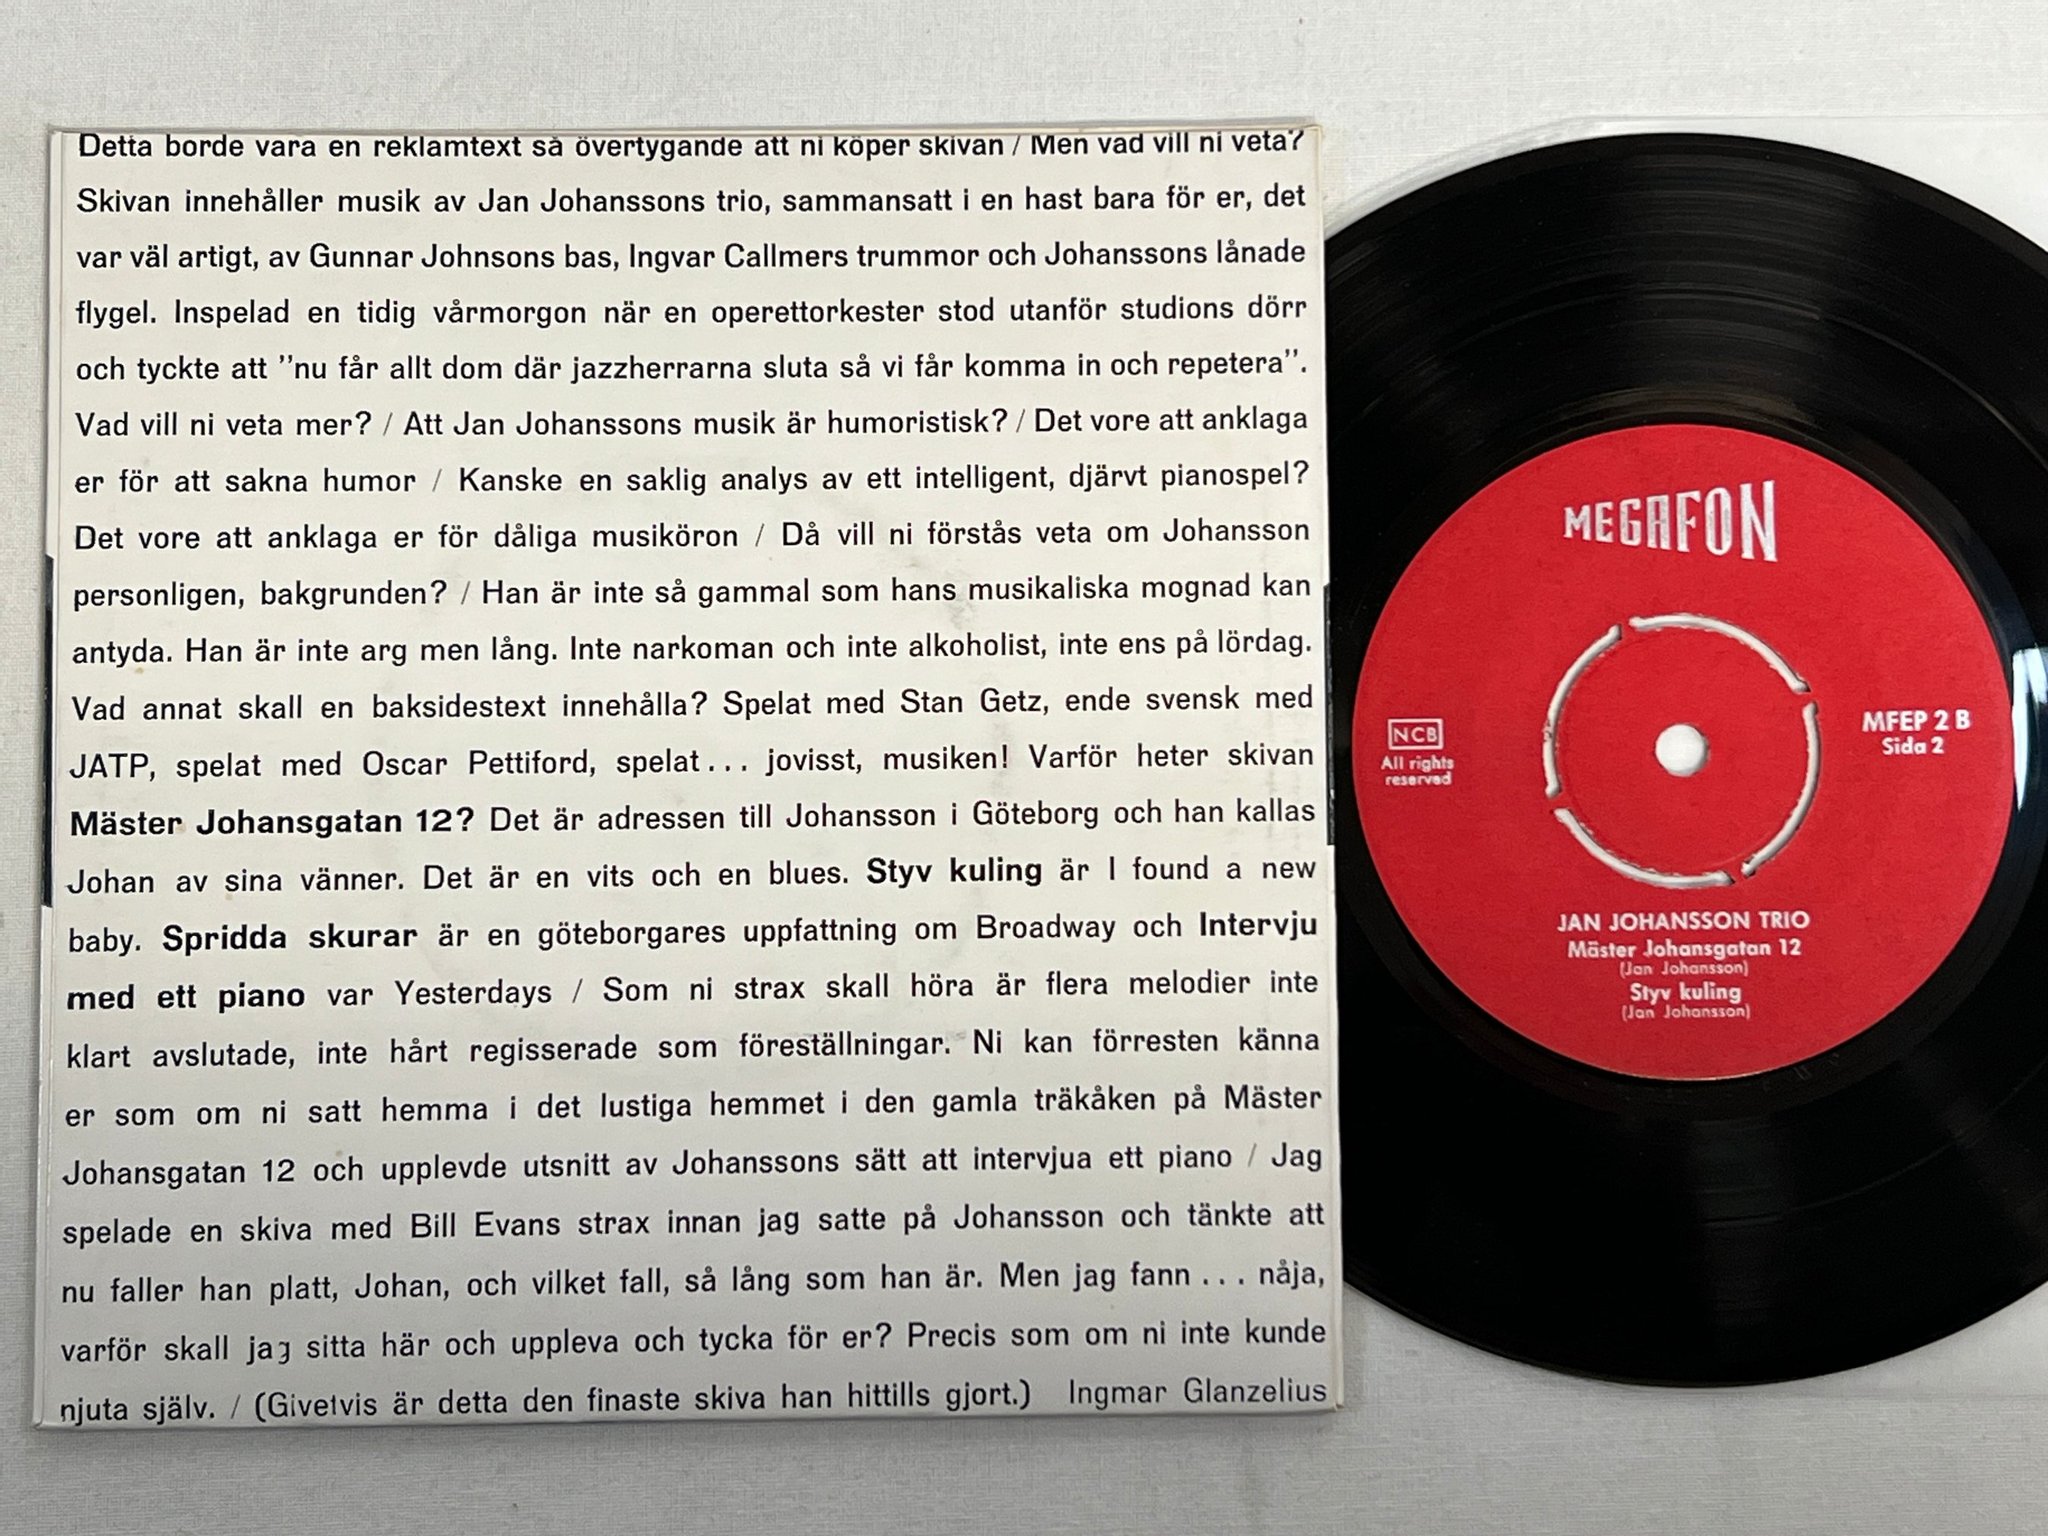 Detta borde vara en reklamtext så övertygande att ni köper skivan / Men vad vill ni veta?
Skivan innehåller musik av Jan Johanssons trio, sammansatt i en hast bara för er, det
var väl artigt, av Gunnar Johnsons bas, Ingvar Callmers trummor och Johanssons lånade
flygel. Inspelad en tidig vårmorgon när en operettorkester stod utanför studions dörr
och tyckte att ”nu får allt dom där jazzherrarna sluta så vi får komma in och repetera”.
Vad vill ni veta mer? / Att Jan Johanssons musik är humoristisk? / Det vore att anklaga
er för att sakna humor / Kanske en saklig analys av ett intelligent, djärvt pianospel?
Det vore att anklaga er för dåliga musiköron / Då vill ni förstås veta om Johansson
personligen, bakgrunden? / Han är inte så gammal som hans musikaliska mognad kan
antyda. Han är inte arg men lång. Inte narkoman och inte alkoholist, inte ens på lördag.
Vad annat skall en baksidestext innehålla? Spelat med Stan Getz, ende svensk med
JATP, spelat med Oscar Pettiford, spelat... jovisst, musiken! Varför heter skivan
Mäster Johansgatan 12? Det är adressen till Johansson i Göteborg och han kallas
Johan av sina vänner. Det är en vits och en blues. Styv kuling är I found a new
baby. Spridda skurar är en göteborgares uppfattning om Broadway och Intervju
med ett piano var Yesterdays / Som ni strax skall höra är flera melodier inte
klart avslutade, inte hårt regisserade som föreställningar. Ni kan förresten känna
er som om ni satt hemma i det lustiga hemmet i den gamla träkåken på Mäster
Johansgatan 12 och upplevde utsnitt av Johanssons sätt att intervjua ett piano / Jag
spelade en skiva med Bill Evans strax innan jag satte på Johansson och tänkte att
nu faller han platt, Johan, och vilket fall, så lång som han är. Men jag fann... nåja,
varför skall jag sitta här och uppleva och tycka för er? Precis som om ni inte kunde
njuta själv. / (Givetvis är detta den finaste skiva han hittills gjort.) Ingmar Glanzelius
MEGAFON
NCB
All rights
reserved
MFEP 2 B
Sida 2
JAN JOHANSSON TRIO
Mäster Johansgatan 12
(Jan Johansson)
Styv kuling
(Jan Johansson)